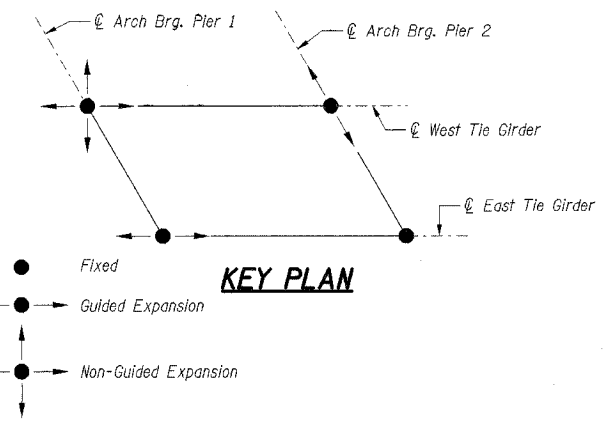 ℄ Arch Brg. Pier 1
℄ Arch Brg. Pier 2
℄ West Tie Girder
℄ East Tie Girder
KEY PLAN
Fixed
Guided Expansion
Non-Guided Expansion